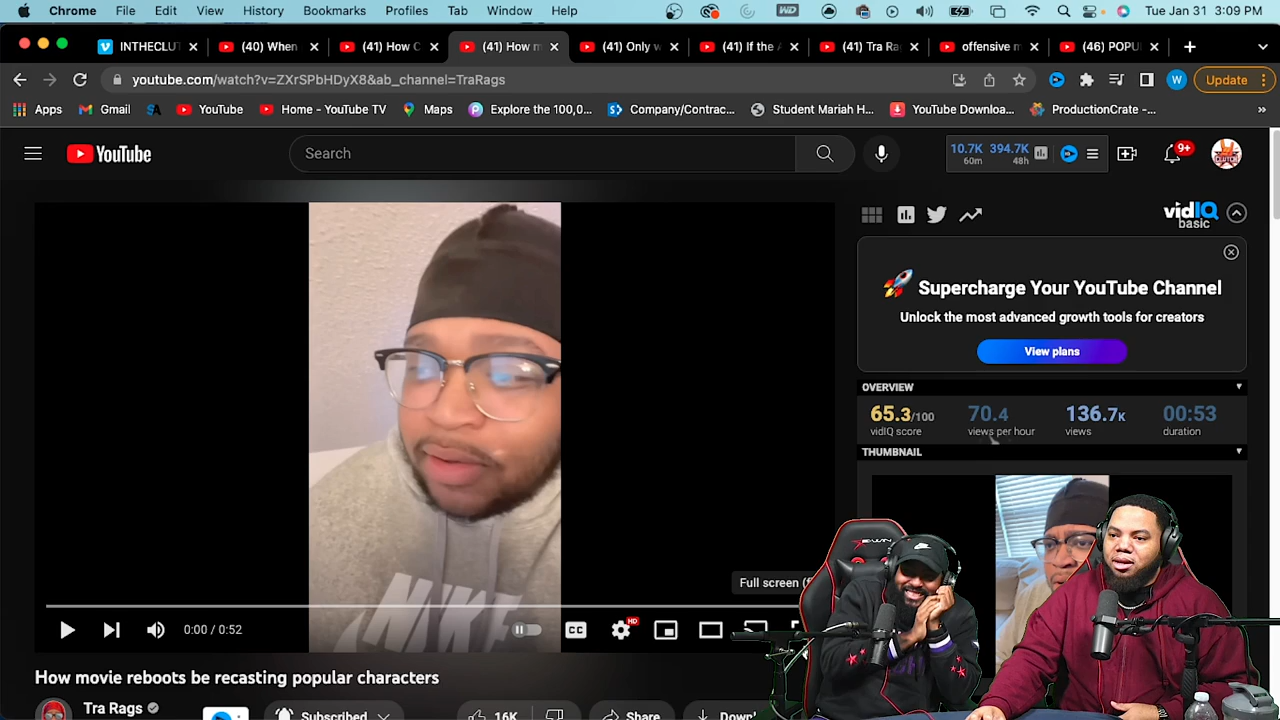 Chrome File Edit View History Bookmarks Profiles Tab Window Help WD Tue Jan 31 3:09 PM
INTHECLUT (40) When (41) How C (41) How m (41) Only w (41) If the A (41) Tra Ra offensive m (46) POPU
youtube.com/watch?v=ZXrSPbHDyX8&ab_channel=TraRags W Update
Apps Gmail YouTube Home - YouTube TV Maps Explore the 100,0... Company/Contrac... Student Mariah H... YouTube Downloa... ProductionCrate -... »
YouTube Search 10.7K 60m 394.7K 48h 9+
vidIQ
basic
Supercharge Your YouTube Channel
Unlock the most advanced growth tools for creators
View plans
OVERVIEW
65.3/100 70.4 136.7K 00:53
vidIQ score views per hour views duration
THUMBNAIL
NIKE
Full screen (f
0:00 / 0:52 CC HD
How movie reboots be recasting popular characters
Tra Rags Subscribed 16K Share Downl